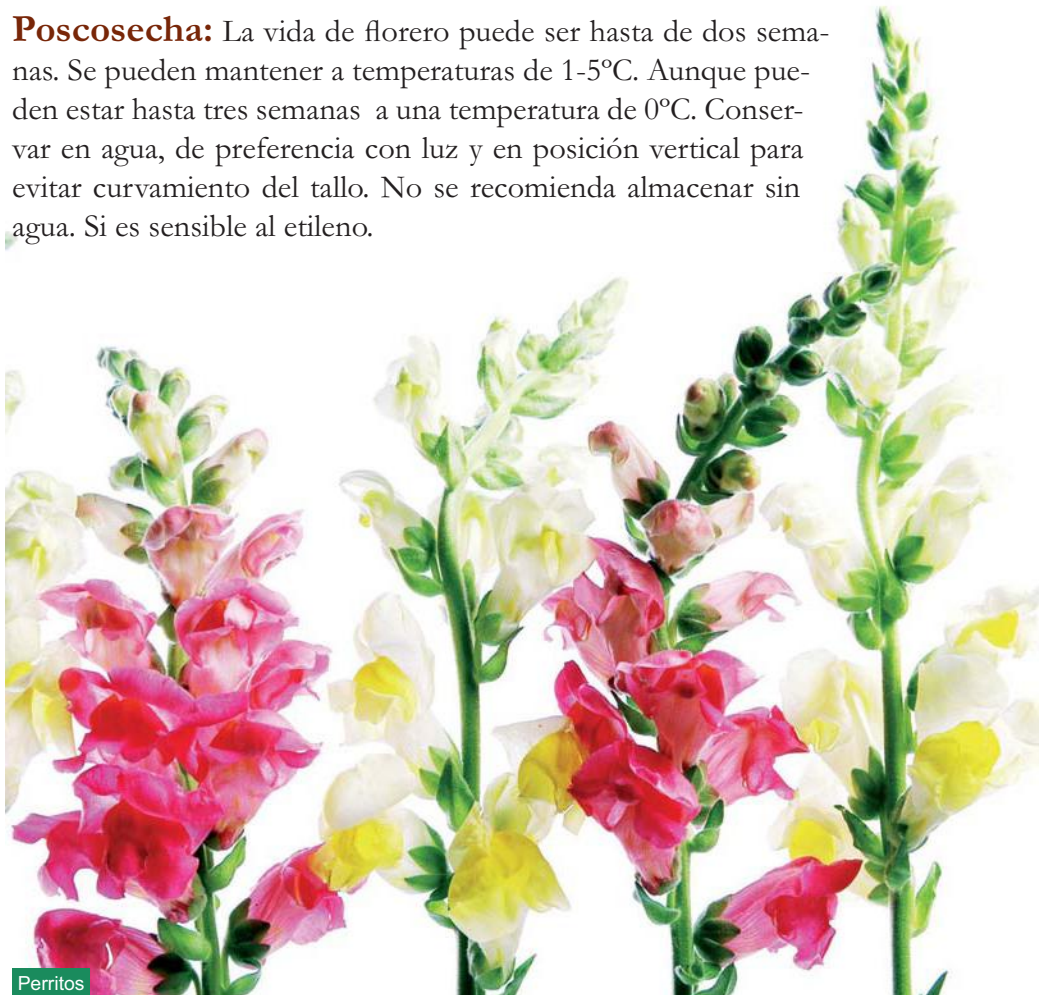 Poscosecha: La vida de florero puede ser hasta de dos sema-
nas. Se pueden mantener a temperaturas de 1-5ºC. Aunque pue-
den estar hasta tres semanas a una temperatura de 0ºC. Conser-
var en agua, de preferencia con luz y en posición vertical para
evitar curvamiento del tallo. No se recomienda almacenar sin
agua. Si es sensible al etileno.
Perritos